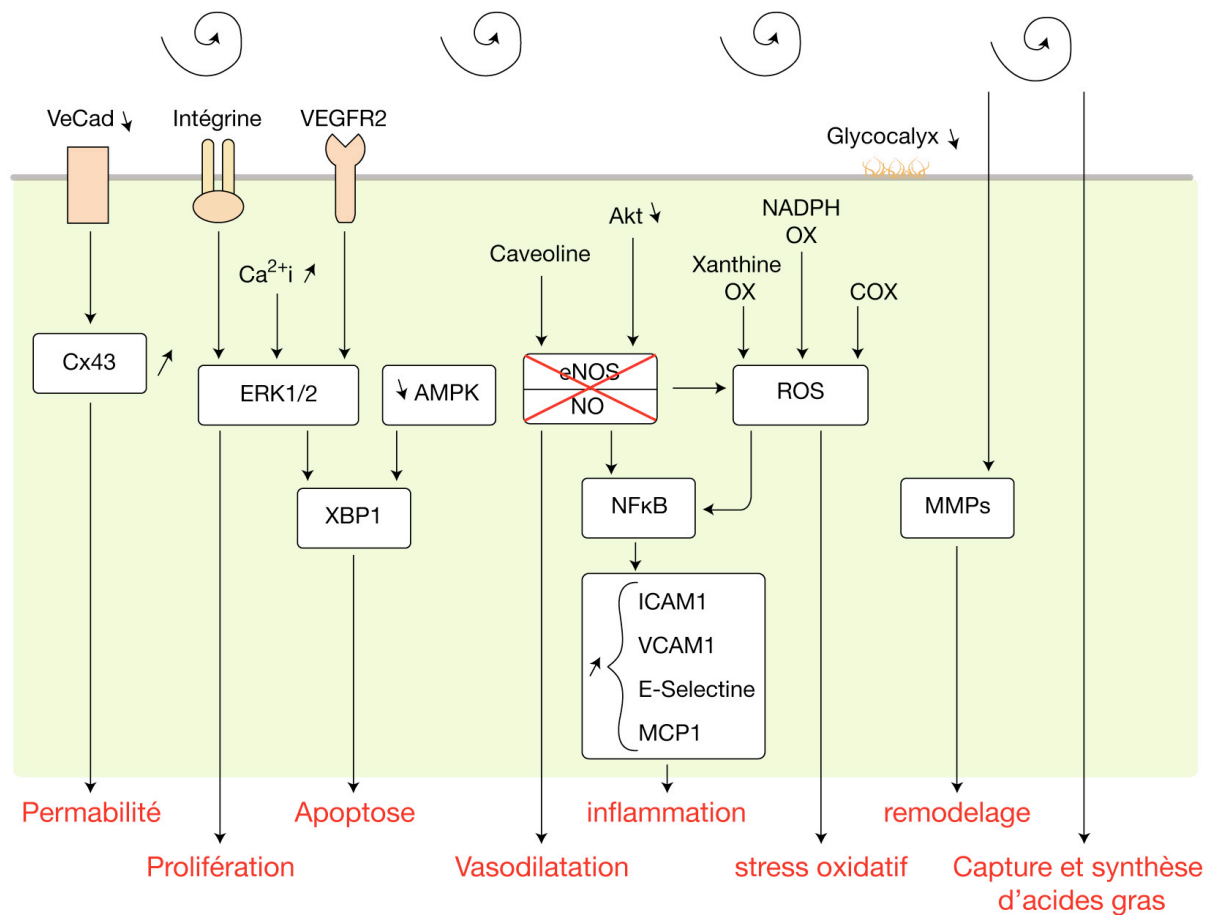 VeCad
Intégrine
VEGFR2
Glycocalyx
Ca²⁺i
Caveoline
Akt
Xanthine
OX
NADPH
OX
COX
Cx43
ERK1/2
AMPK
eNOS
NO
ROS
XBP1
NFκB
MMPs
ICAM1
VCAM1
E-Selectine
MCP1
Permabilité
Apoptose
inflammation
remodelage
Prolifération
Vasodilatation
stress oxidatif
Capture et synthèse
d'acides gras